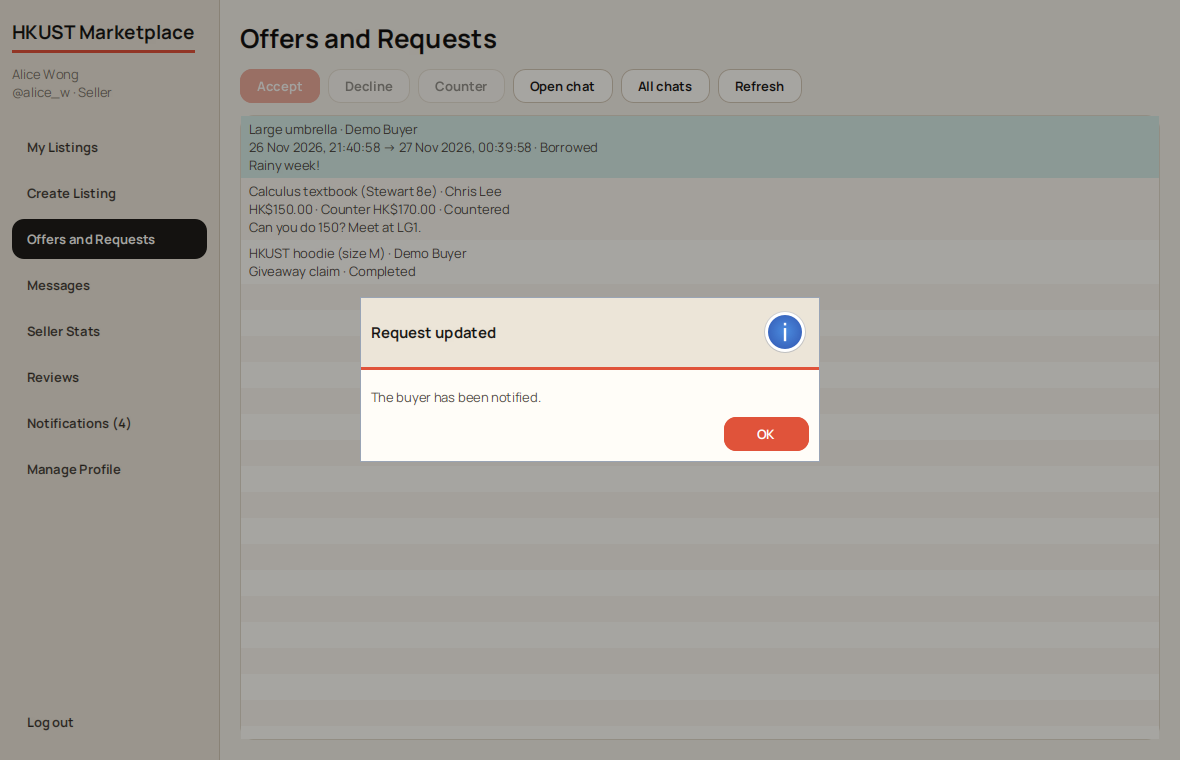 HKUST Marketplace
Alice Wong
@alice_w · Seller
My Listings
Create Listing
Offers and Requests
Messages
Seller Stats
Reviews
Notifications (4)
Manage Profile
Log out
Offers and Requests
Accept
Decline
Counter
Open chat
All chats
Refresh
Large umbrella · Demo Buyer
26 Nov 2026, 21:40:58 → 27 Nov 2026, 00:39:58 · Borrowed
Rainy week!
Calculus textbook (Stewart 8e) · Chris Lee
HK$150.00 · Counter HK$170.00 · Countered
Can you do 150? Meet at LG1.
HKUST hoodie (size M) · Demo Buyer
Giveaway claim · Completed
Request updated
i
The buyer has been notified.
OK